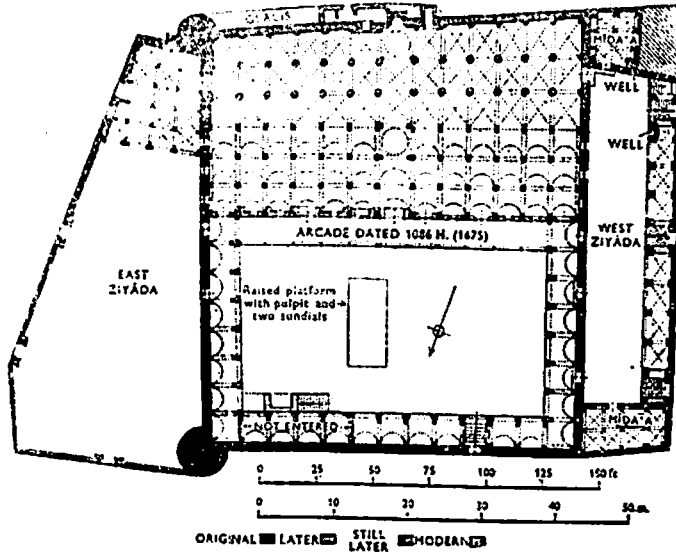 MIDA'A
WELL
WELL
ARCADE DATED 1086 H. (1675)
WEST
ZIYĀDA
EAST
ZIYĀDA
Raised platform
with pulpit and→
two sundials
←NOT ENTERED→
MIDA'A
0 25 50 75 100 125 150 ft
0 10 20 30 40 50 m.
ORIGINAL LATER STILL LATER MODERN